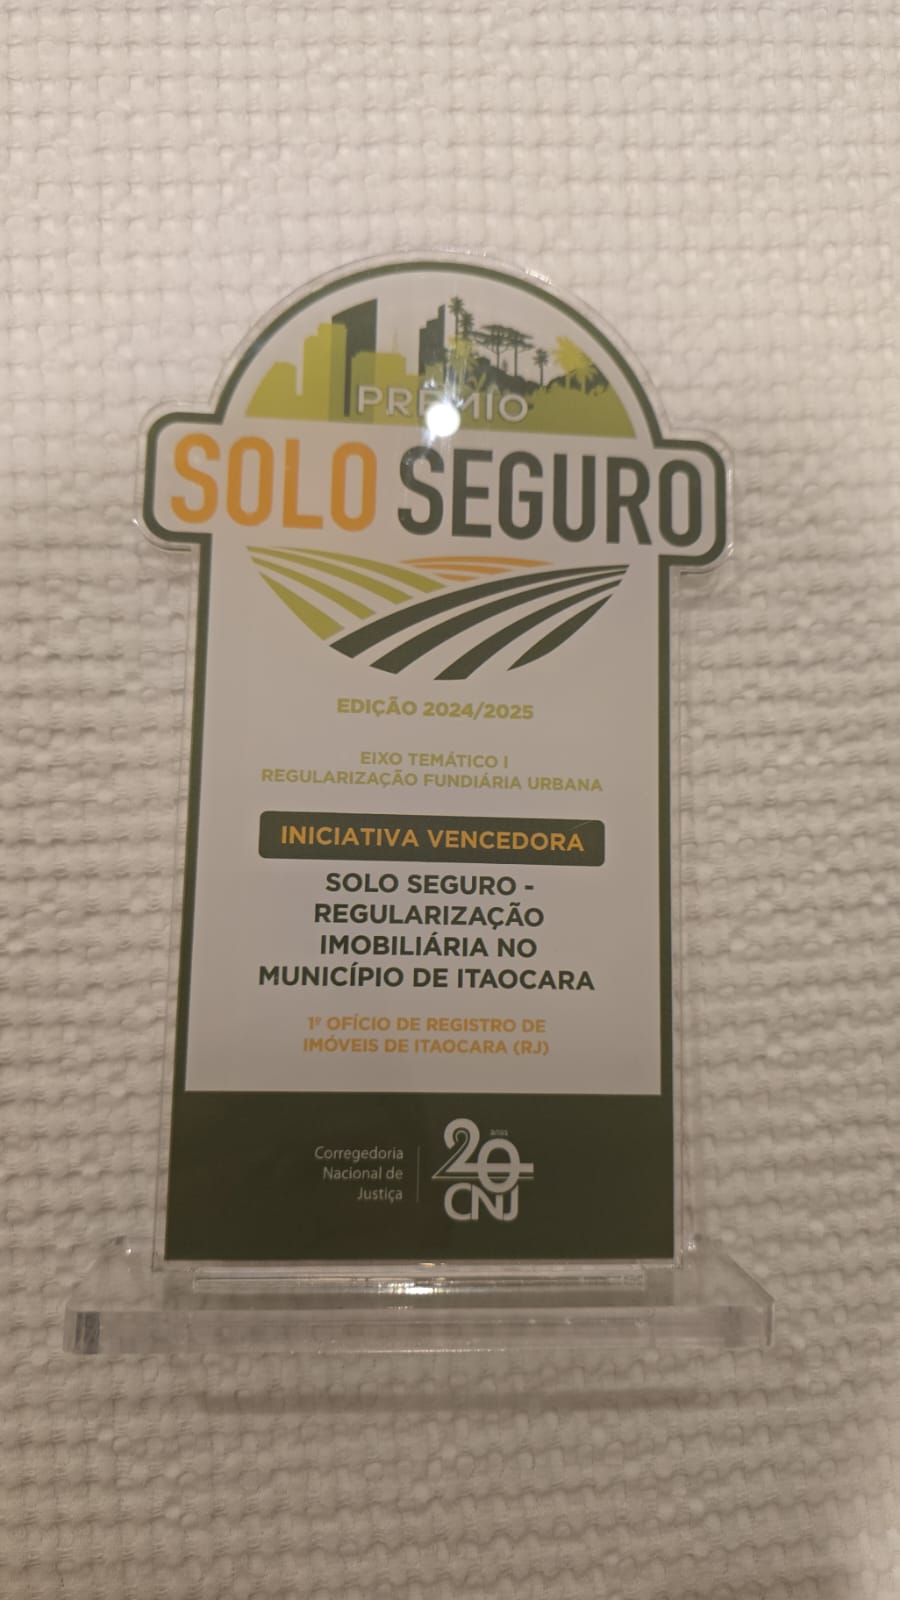 PRÊMIO
SOLO SEGURO
EDIÇÃO 2024/2025
EIXO TEMÁTICO I
REGULARIZAÇÃO FUNDIÁRIA URBANA
INICIATIVA VENCEDORA
SOLO SEGURO -
REGULARIZAÇÃO
IMOBILIÁRIA NO
MUNICÍPIO DE ITAOCARA
1º OFÍCIO DE REGISTRO DE
IMÓVEIS DE ITAOCARA (RJ)
Corregedoria
Nacional de
Justiça
20 anos
CNJ